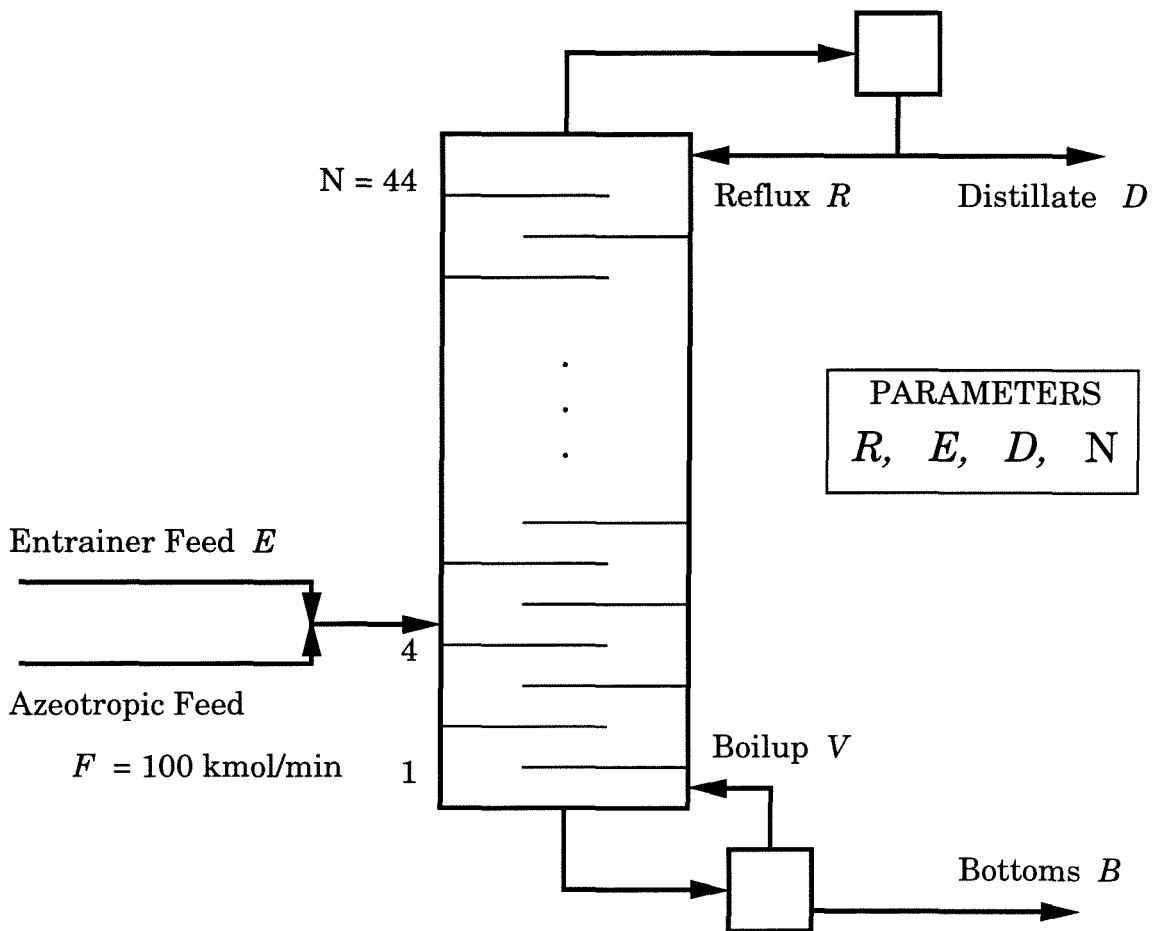 N = 44
Reflux R
Distillate D
PARAMETERS
R, E, D, N
Entrainer Feed E
4
Azeotropic Feed
F = 100 kmol/min
1
Boilup V
Bottoms B